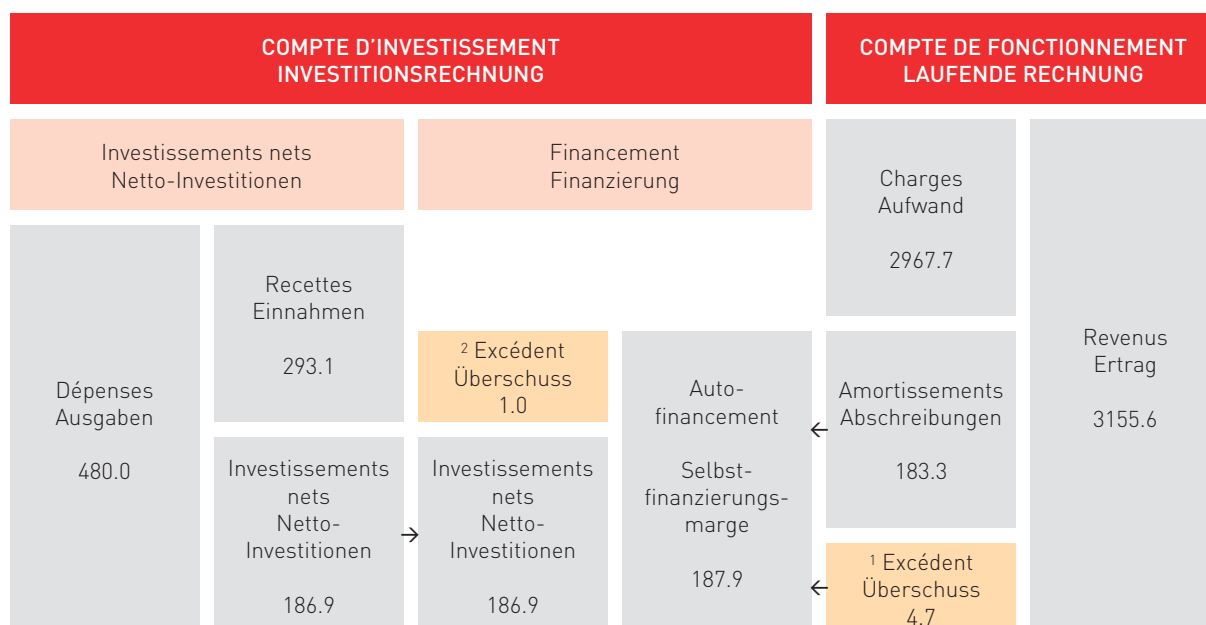 COMPTE D’INVESTISSEMENT
INVESTITIONSRECHNUNG
COMPTE DE FONCTIONNEMENT
LAUFENDE RECHNUNG
Investissements nets
Netto-Investitionen
Financement
Finanzierung
Charges
Aufwand
2967.7
Revenus
Ertrag
3155.6
Dépenses
Ausgaben
480.0
Recettes
Einnahmen
293.1
² Excédent
Überschuss
1.0
Auto-
financement
Selbst-
finanzierungs-
marge
187.9
←
Amortissements
Abschreibungen
183.3
Investissements
nets
Netto-
Investitionen
186.9
→
Investissements
nets
Netto-
Investitionen
186.9
←
¹ Excédent
Überschuss
4.7